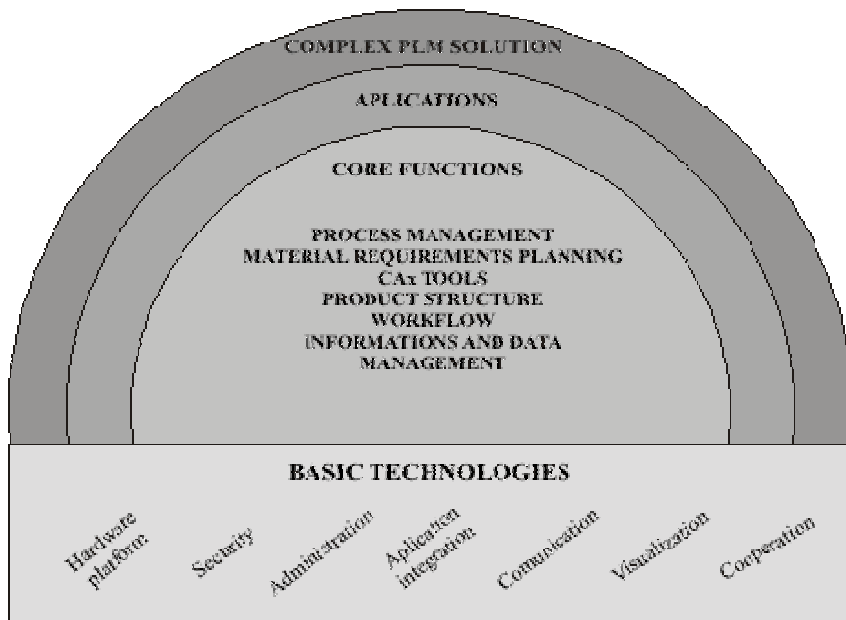 COMPLEX PLM SOLUTION
APLICATIONS
CORE FUNCTIONS
PROCESS MANAGEMENT
MATERIAL REQUIREMENTS PLANNING
CAx TOOLS
PRODUCT STRUCTURE
WORKFLOW
INFORMATIONS AND DATA
MANAGEMENT
BASIC TECHNOLOGIES
Hardware
platform
Security
Administration
Aplication
integration
Comunication
Visualization
Cooperation